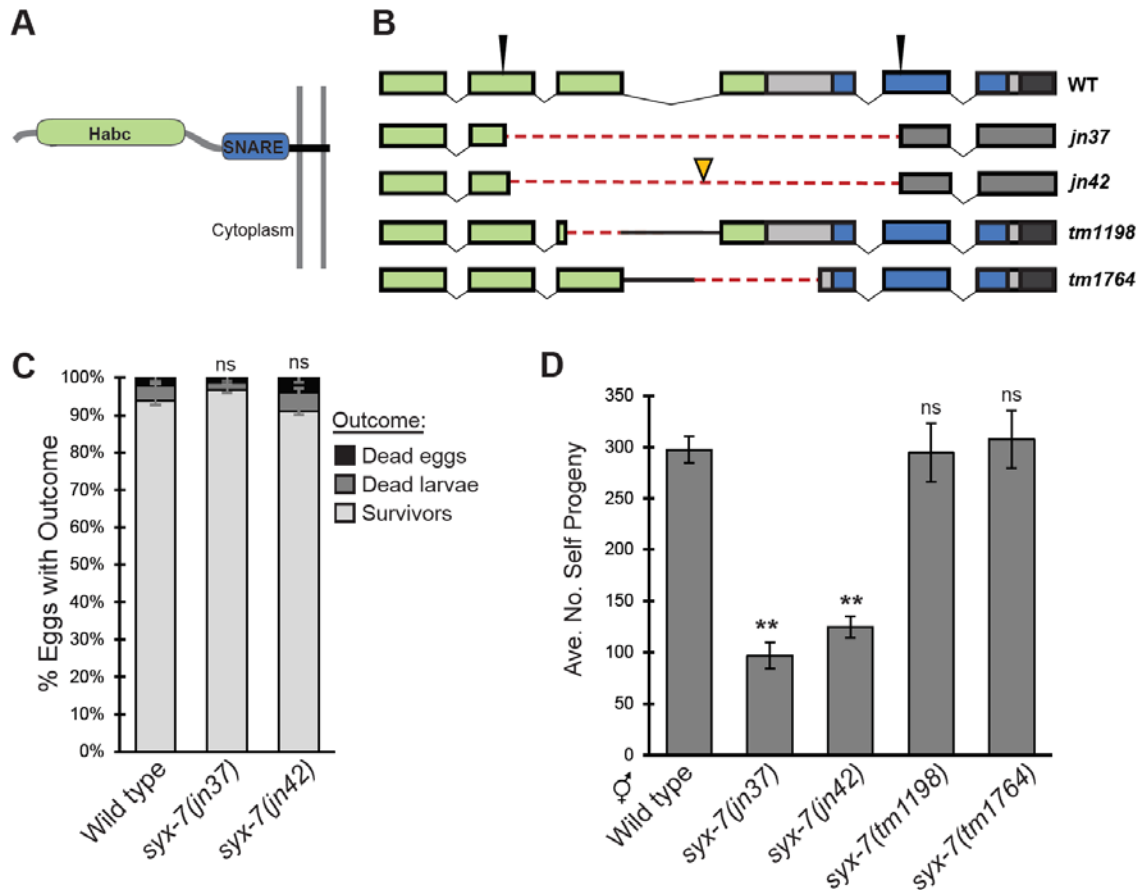 A
Habc
SNARE
Cytoplasm
B
WT
jn37
jn42
tm1198
tm1764
C
% Eggs with Outcome
100%
90%
80%
70%
60%
50%
40%
30%
20%
10%
0%
ns
ns
Outcome:
Dead eggs
Dead larvae
Survivors
Wild type
syx-7(jn37)
syx-7(jn42)
D
Ave. No. Self Progeny
350
300
250
200
150
100
50
0
**
**
ns
ns
⚥
Wild type
syx-7(jn37)
syx-7(jn42)
syx-7(tm1198)
syx-7(tm1764)